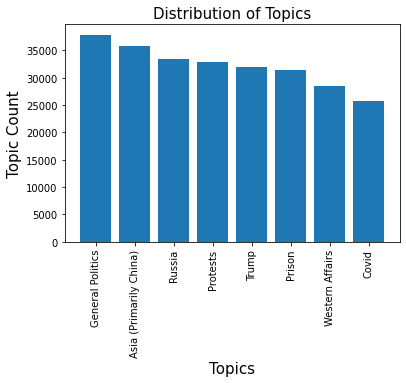 Distribution of Topics
Topic Count
35000
30000
25000
20000
15000
10000
5000
0
General Politics
Asia (Primarily China)
Russia
Protests
Trump
Prison
Western Affairs
Covid
Topics